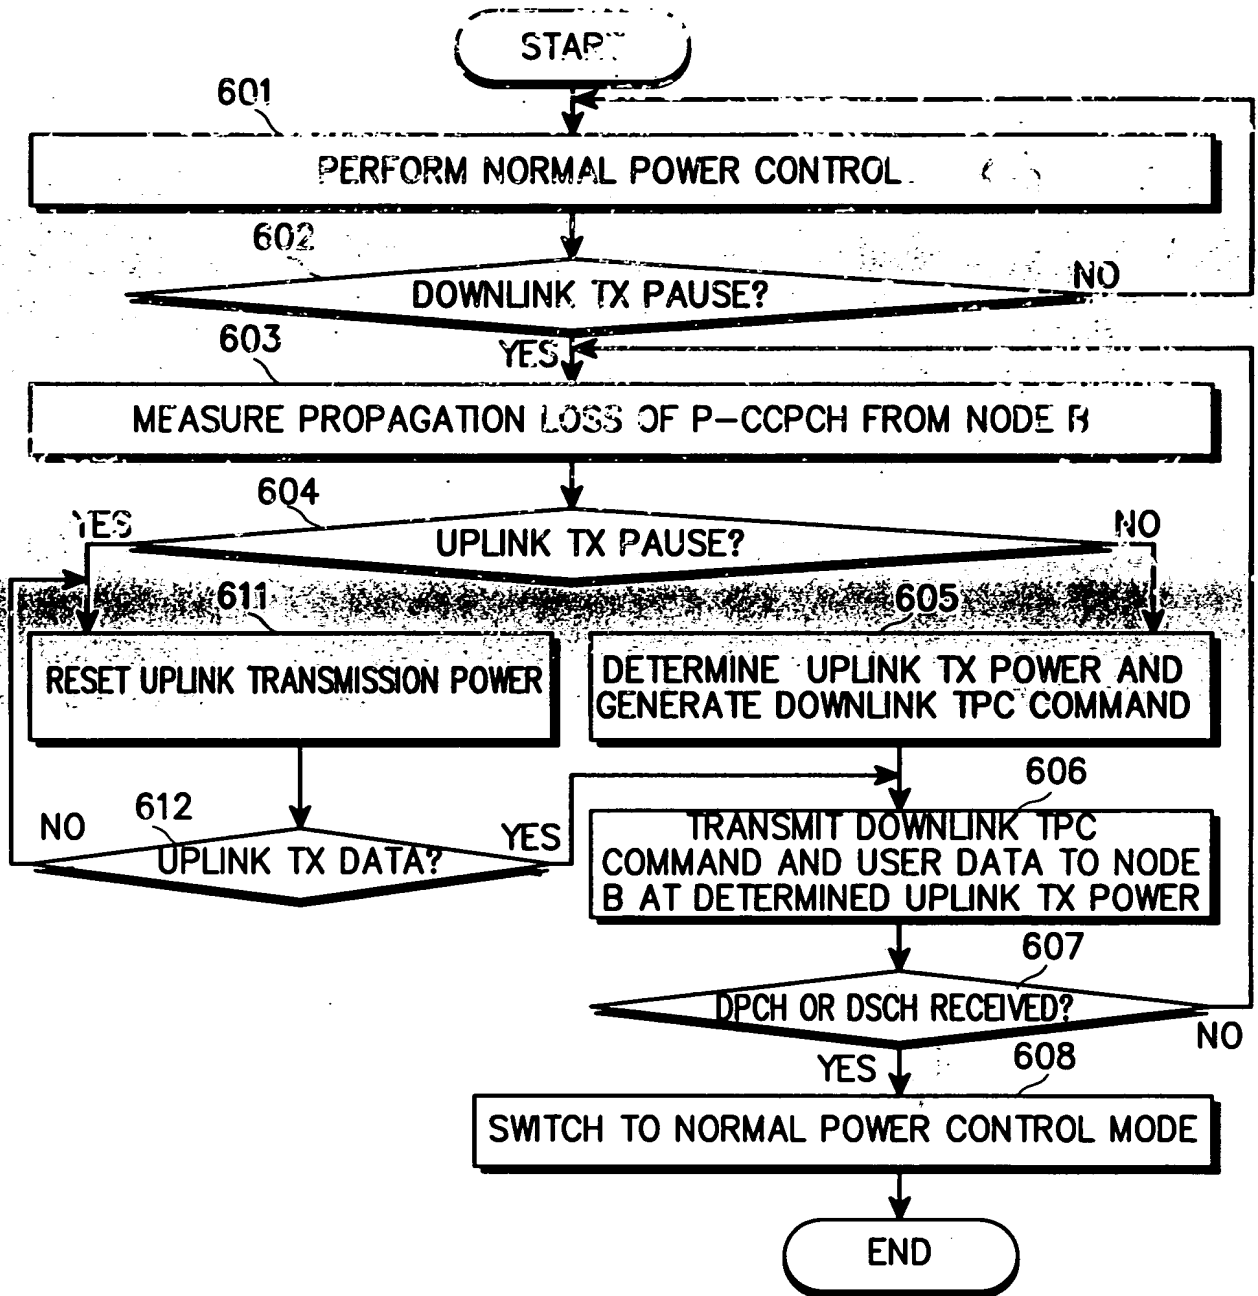 START
601
PERFORM NORMAL POWER CONTROL
602
DOWNLINK TX PAUSE?
NO
603
YES
MEASURE PROPAGATION LOSS OF P-CCPCH FROM NODE B
604
YES
UPLINK TX PAUSE?
NO
611
605
RESET UPLINK TRANSMISSION POWER
DETERMINE UPLINK TX POWER AND
GENERATE DOWNLINK TPC COMMAND
606
612
NO
UPLINK TX DATA?
YES
TRANSMIT DOWNLINK TPC
COMMAND AND USER DATA TO NODE
B AT DETERMINED UPLINK TX POWER
607
DPCH OR DSCH RECEIVED?
NO
YES
608
SWITCH TO NORMAL POWER CONTROL MODE
END